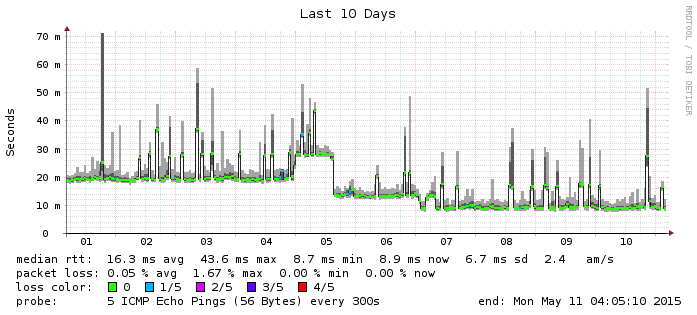 Last 10 Days
RRDTOOL / TOBI OETIKER
Seconds
70 m
60 m
50 m
40 m
30 m
20 m
10 m
0
01 02 03 04 05 06 07 08 09 10
median rtt: 16.3 ms avg 43.6 ms max 8.7 ms min 8.9 ms now 6.7 ms sd 2.4 am/s
packet loss: 0.05 % avg 1.67 % max 0.00 % min 0.00 % now
loss color: 0 1/5 2/5 3/5 4/5
probe: 5 ICMP Echo Pings (56 Bytes) every 300s end: Mon May 11 04:05:10 2015